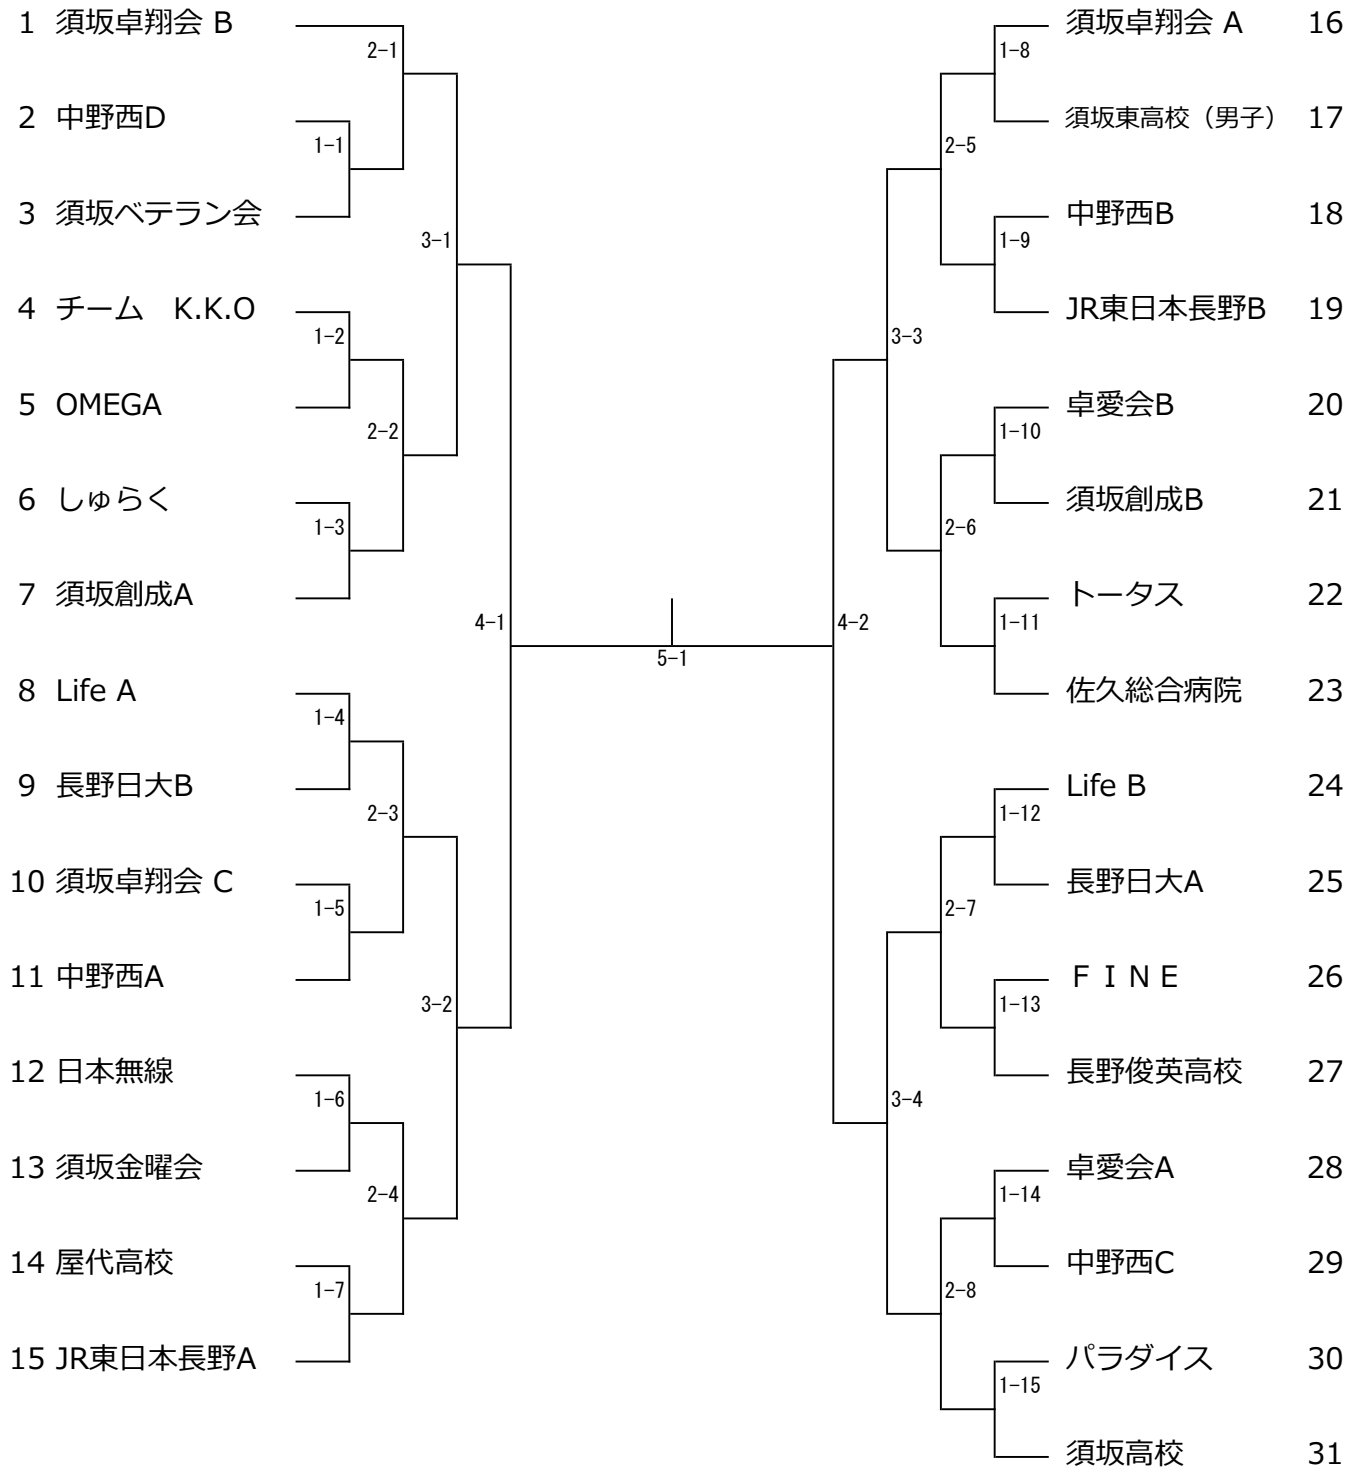 1 須坂卓翔会 B
2-1
2 中野西D
1-1
3 須坂ベテラン会
3-1
4 チーム　K.K.O
1-2
5 OMEGA
2-2
6 しゅらく
1-3
7 須坂創成A
4-1
8 Life A
1-4
9 長野日大B
2-3
10 須坂卓翔会 C
1-5
11 中野西A
3-2
12 日本無線
1-6
13 須坂金曜会
2-4
14 屋代高校
1-7
15 JR東日本長野A
5-1
須坂卓翔会 A 16
1-8
須坂東高校（男子） 17
2-5
中野西B 18
1-9
JR東日本長野B 19
3-3
卓愛会B 20
1-10
須坂創成B 21
2-6
トータス 22
1-11
4-2
佐久総合病院 23
Life B 24
1-12
長野日大A 25
2-7
ＦＩＮＥ 26
1-13
長野俊英高校 27
3-4
卓愛会A 28
1-14
中野西C 29
2-8
パラダイス 30
1-15
須坂高校 31